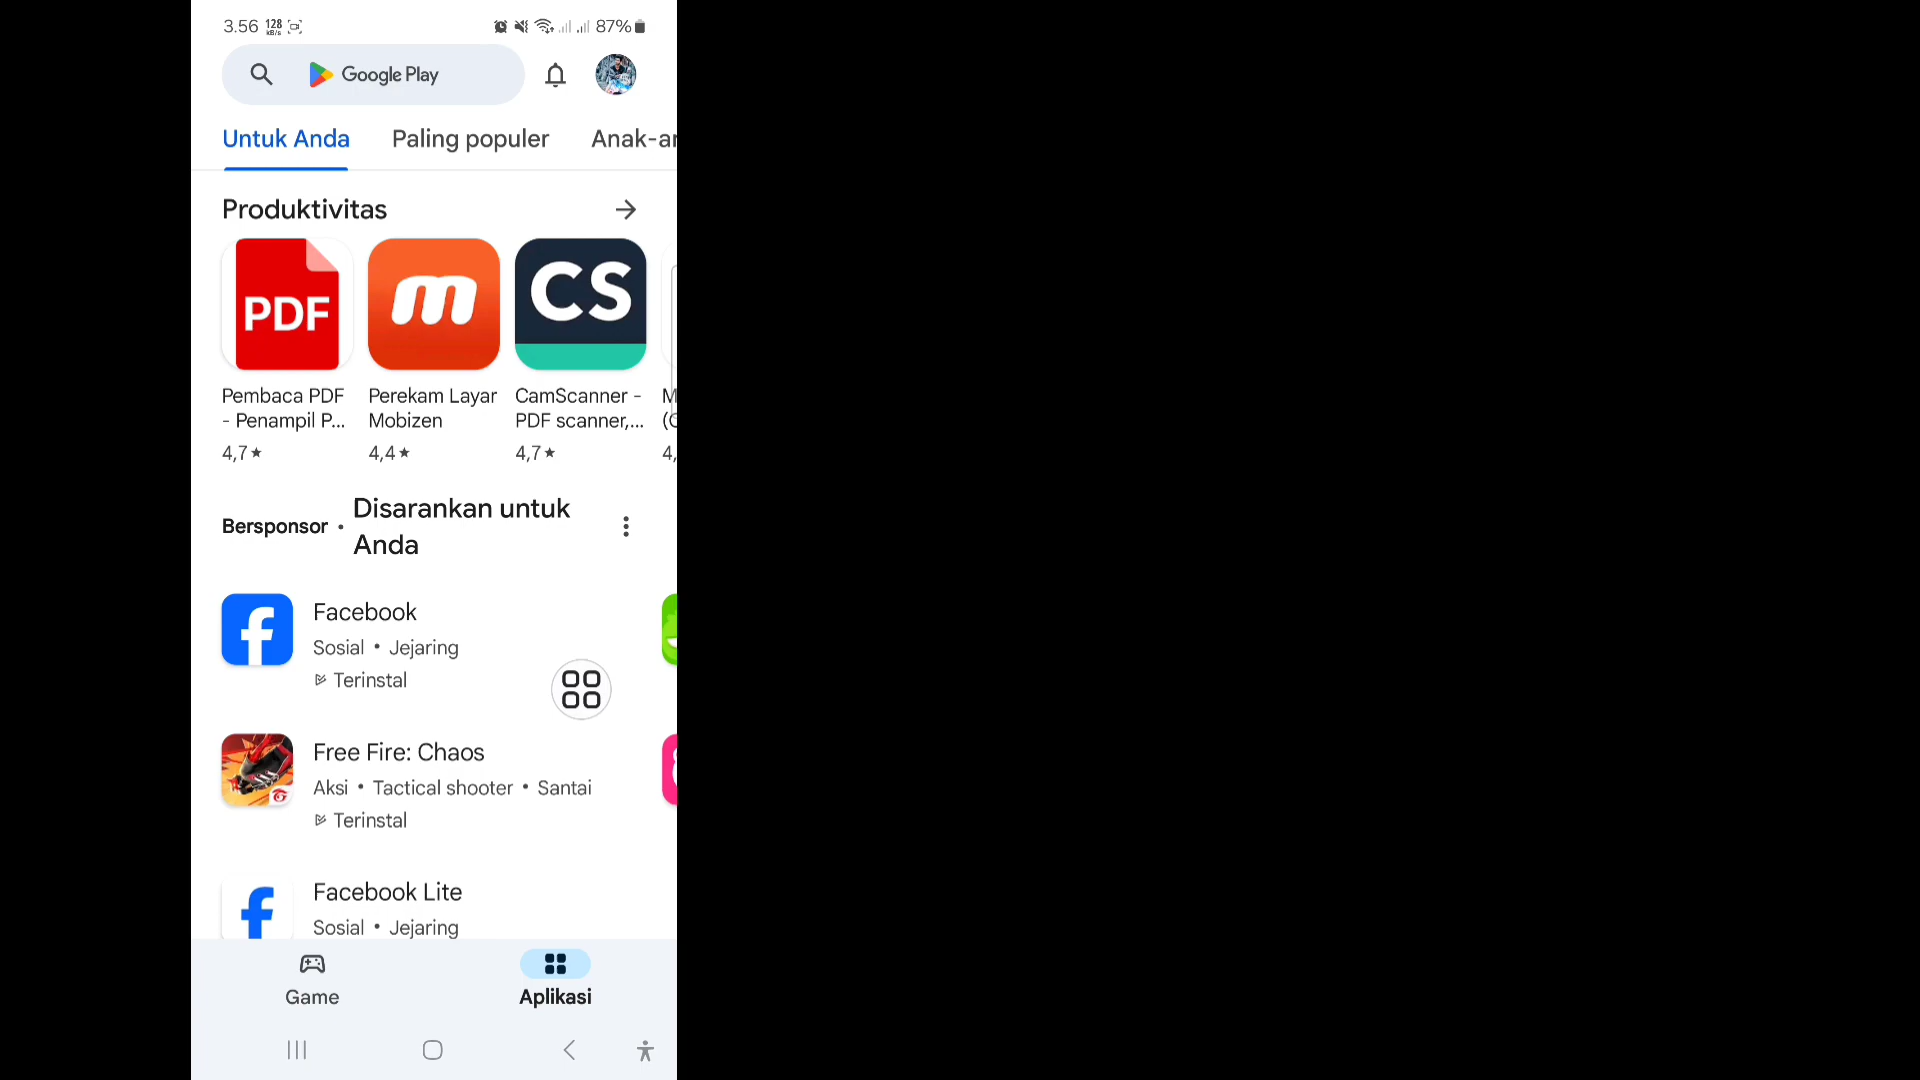 3.56 128 kB/s 87%
Google Play
Untuk Anda Paling populer Anak-ar
Produktivitas
PDF m CS
Pembaca PDF Perekam Layar CamScanner - M
- Penampil P... Mobizen PDF scanner,... (C
4,7★ 4,4★ 4,7★ 4,
Bersponsor • Disarankan untuk
Anda
Facebook
Sosial • Jejaring
Terinstal
Free Fire: Chaos
Aksi • Tactical shooter • Santai
Terinstal
Facebook Lite
Sosial • Jejaring
Game Aplikasi